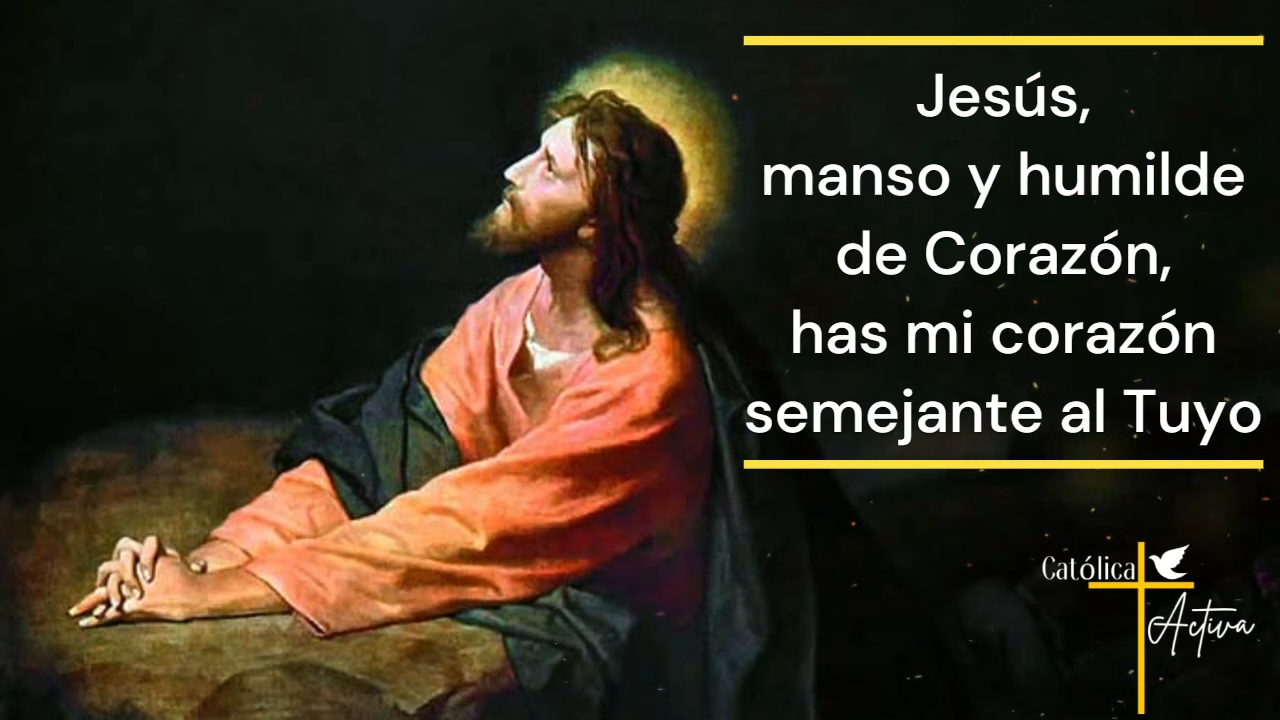 Jesús,
manso y humilde
de Corazón,
has mi corazón
semejante al Tuyo
Católica
Activa